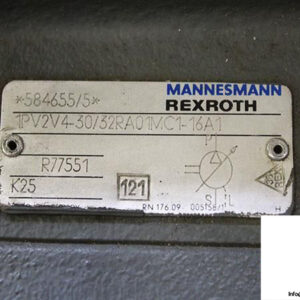 *584655/5*
MANNESMANN
REXROTH
1PV2V4-30/32RA01MC1-16A1
R77551
K25
121
S L
RN 176.09
H